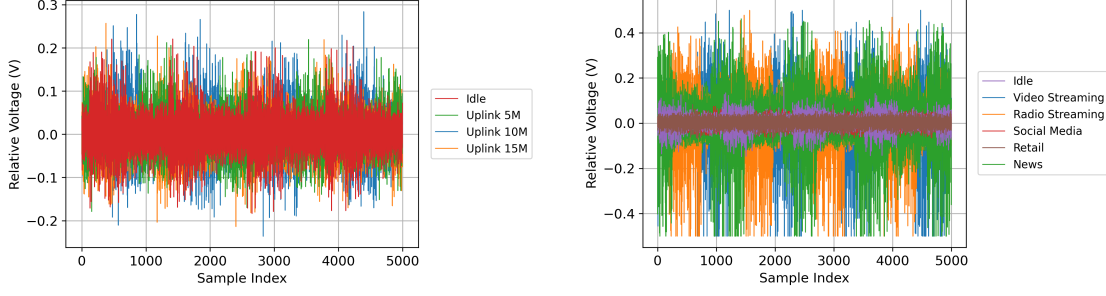 0.3
0.2
0.1
0.0
−0.1
−0.2
Relative Voltage (V)
0 1000 2000 3000 4000 5000
Sample Index
Idle
Uplink 5M
Uplink 10M
Uplink 15M
0.4
0.2
0.0
−0.2
−0.4
Relative Voltage (V)
0 1000 2000 3000 4000 5000
Sample Index
Idle
Video Streaming
Radio Streaming
Social Media
Retail
News